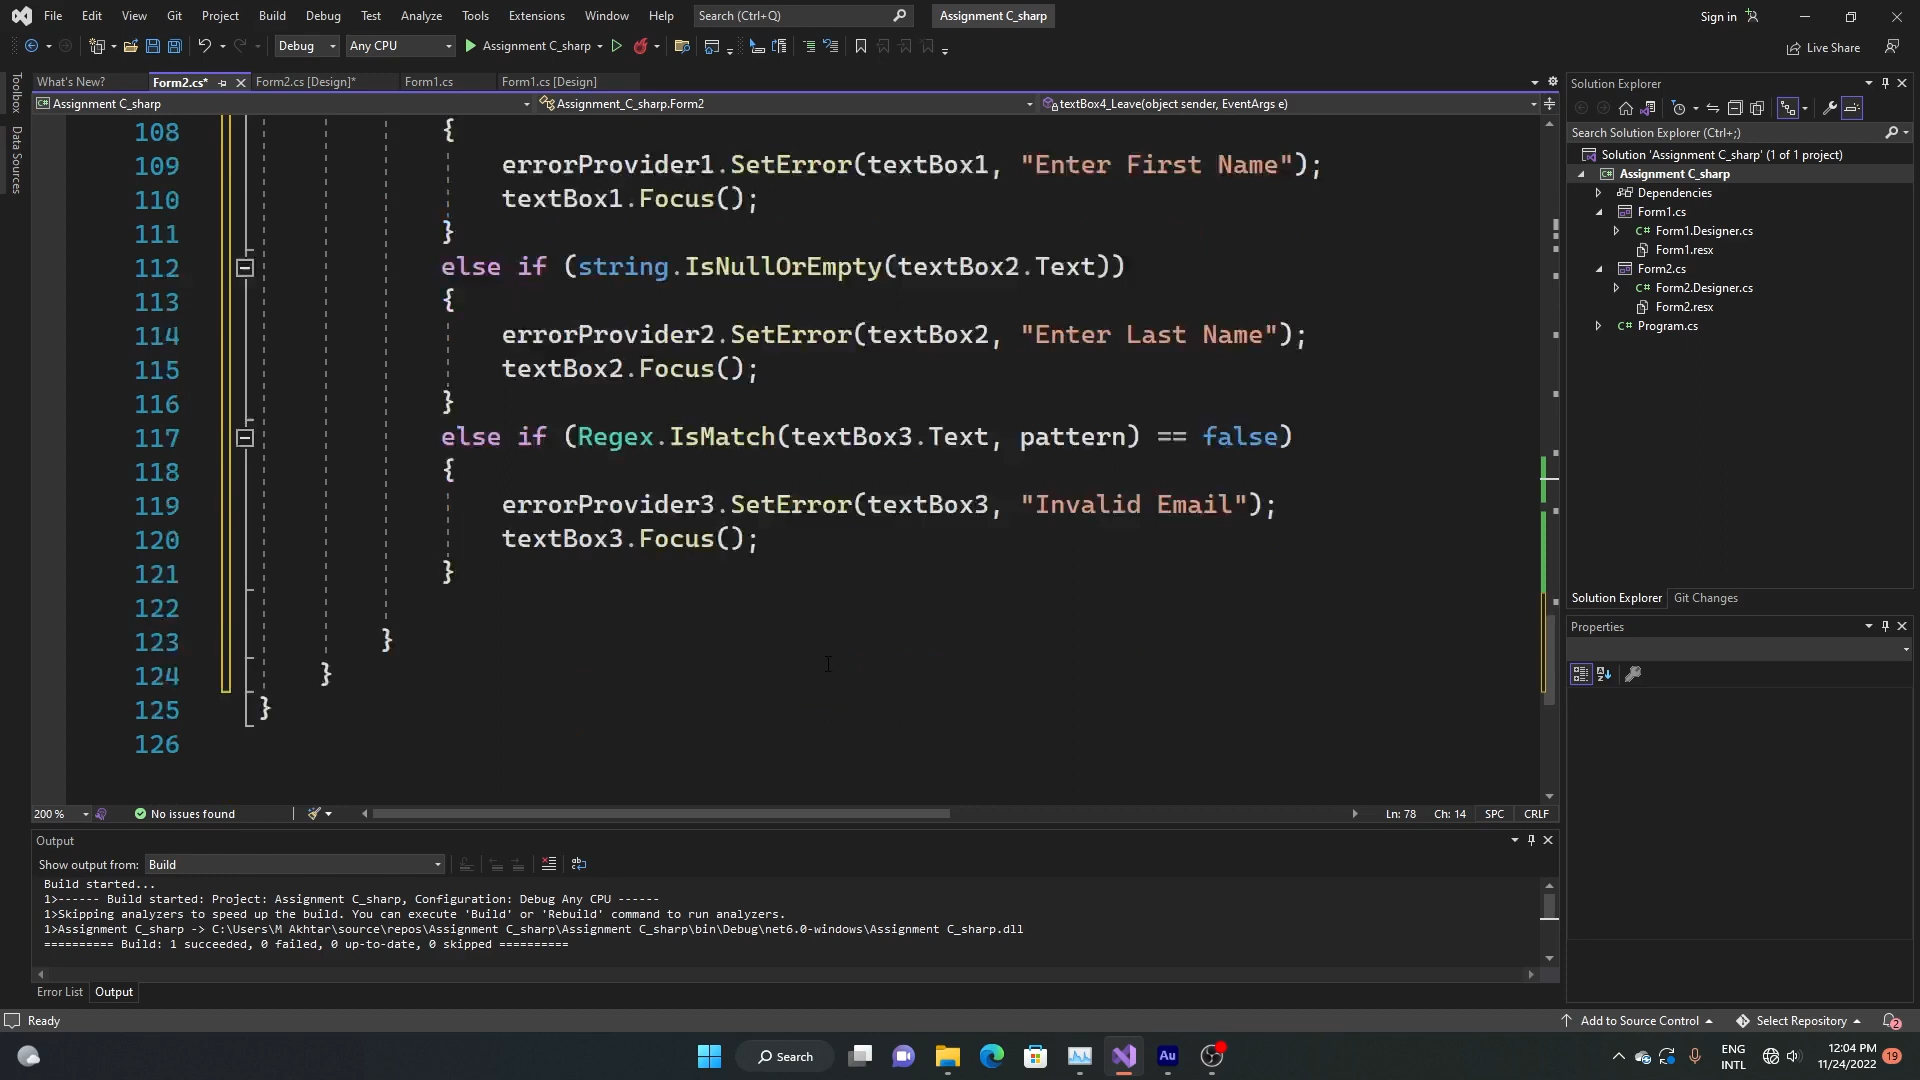 File Edit View Git Project Build Debug Test Analyze Tools Extensions Window Help Search (Ctrl+Q) Assignment C_sharp Sign in
Debug Any CPU Assignment C_sharp Live Share
What's New? Form2.cs* Form2.cs [Design]* Form1.cs Form1.cs [Design]
Assignment C_sharp Assignment_C_sharp.Form2 textBox4_Leave(object sender, EventArgs e)
Toolbox
Data Sources
108 {
109 errorProvider1.SetError(textBox1, "Enter First Name");
110 textBox1.Focus();
111 }
112 else if (string.IsNullOrEmpty(textBox2.Text))
113 {
114 errorProvider2.SetError(textBox2, "Enter Last Name");
115 textBox2.Focus();
116 }
117 else if (Regex.IsMatch(textBox3.Text, pattern) == false)
118 {
119 errorProvider3.SetError(textBox3, "Invalid Email");
120 textBox3.Focus();
121 }
122
123 }
124 }
125 }
126
200 % No issues found Ln: 78 Ch: 14 SPC CRLF
Output
Show output from: Build
Build started...
1>------ Build started: Project: Assignment C_sharp, Configuration: Debug Any CPU ------
1>Skipping analyzers to speed up the build. You can execute 'Build' or 'Rebuild' command to run analyzers.
1>Assignment C_sharp -> C:\Users\M Akhtar\source\repos\Assignment C_sharp\Assignment C_sharp\bin\Debug\net6.0-windows\Assignment C_sharp.dll
========== Build: 1 succeeded, 0 failed, 0 up-to-date, 0 skipped ==========
Error List Output
Solution Explorer
Search Solution Explorer (Ctrl+;)
Solution 'Assignment C_sharp' (1 of 1 project)
C# Assignment C_sharp
Dependencies
Form1.cs
C# Form1.Designer.cs
Form1.resx
Form2.cs
C# Form2.Designer.cs
Form2.resx
C# Program.cs
Solution Explorer Git Changes
Properties
Ready Add to Source Control Select Repository 2
Search Au ENG INTL 12:04 PM 11/24/2022 19